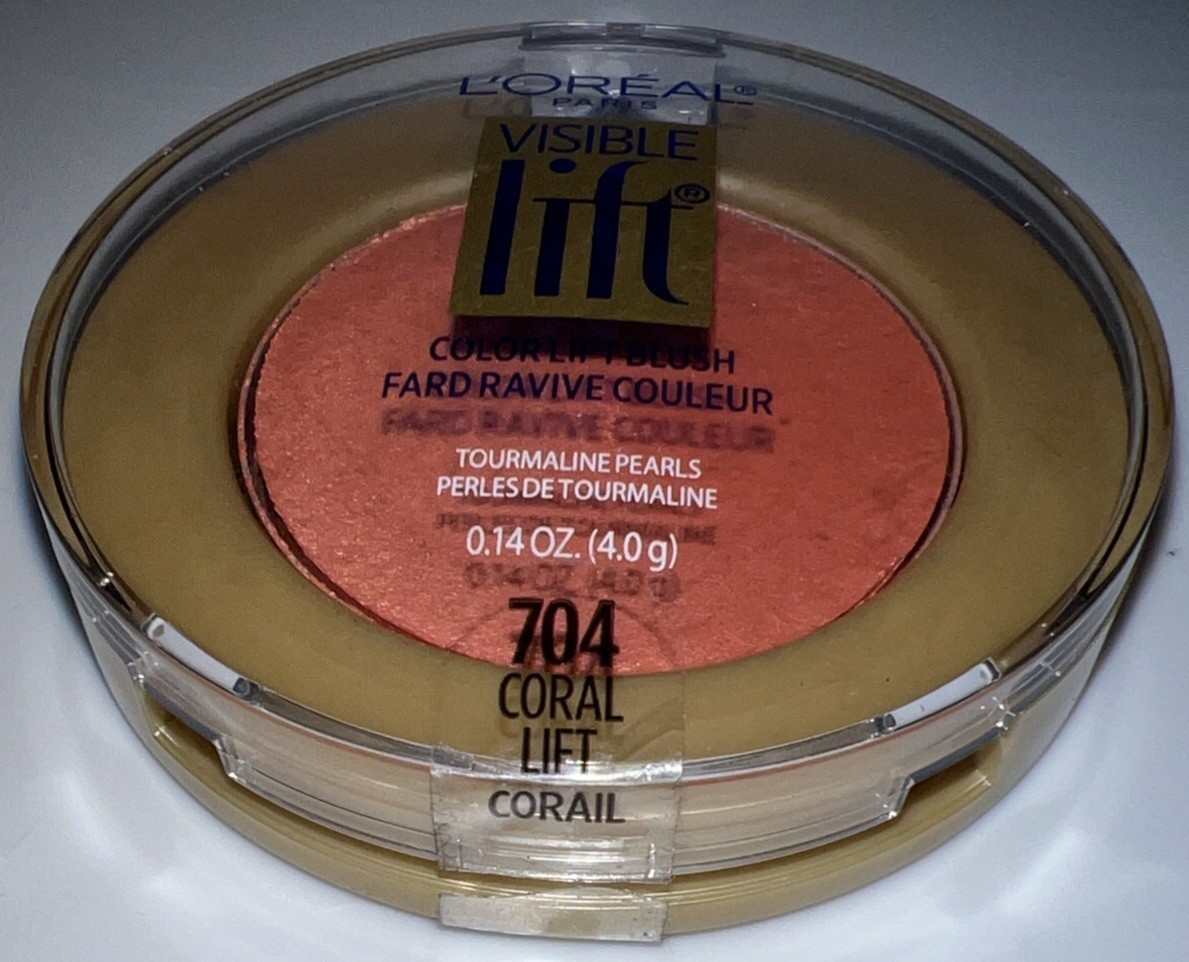 L'ORÉAL®
PARIS
VISIBLE
lift®
COLOR LIFT BLUSH
FARD RAVIVE COULEUR
TOURMALINE PEARLS
PERLES DE TOURMALINE
0.14 OZ. (4.0 g)
704
CORAL
LIFT
CORAIL